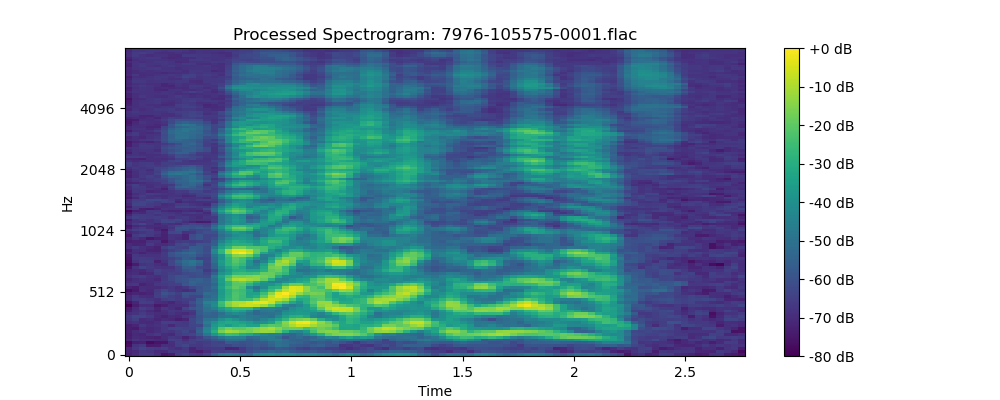 Processed Spectrogram: 7976-105575-0001.flac
Hz
4096
2048
1024
512
0
0
0.5
1
1.5
2
2.5
Time
+0 dB
-10 dB
-20 dB
-30 dB
-40 dB
-50 dB
-60 dB
-70 dB
-80 dB